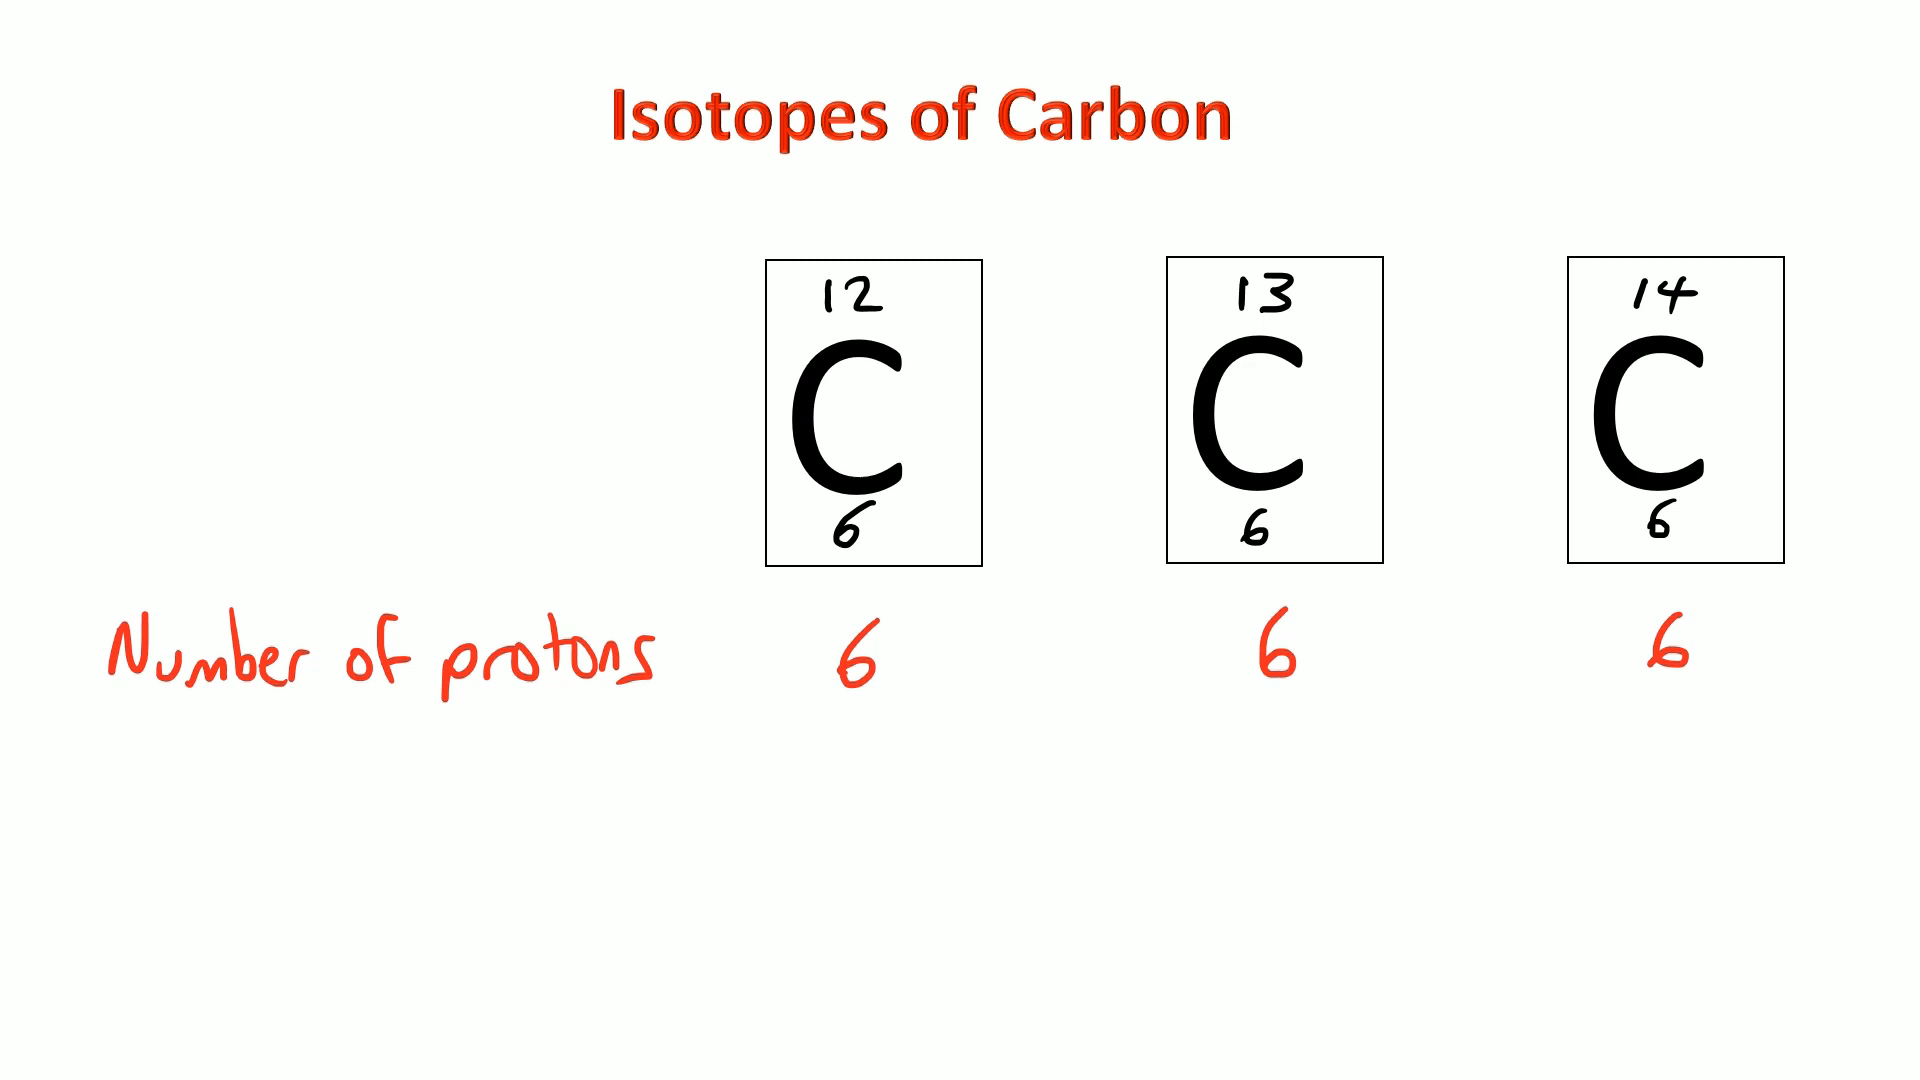 Isotopes of Carbon
12 13 14
C C C
6 6 6
Number of protons 6 6 6